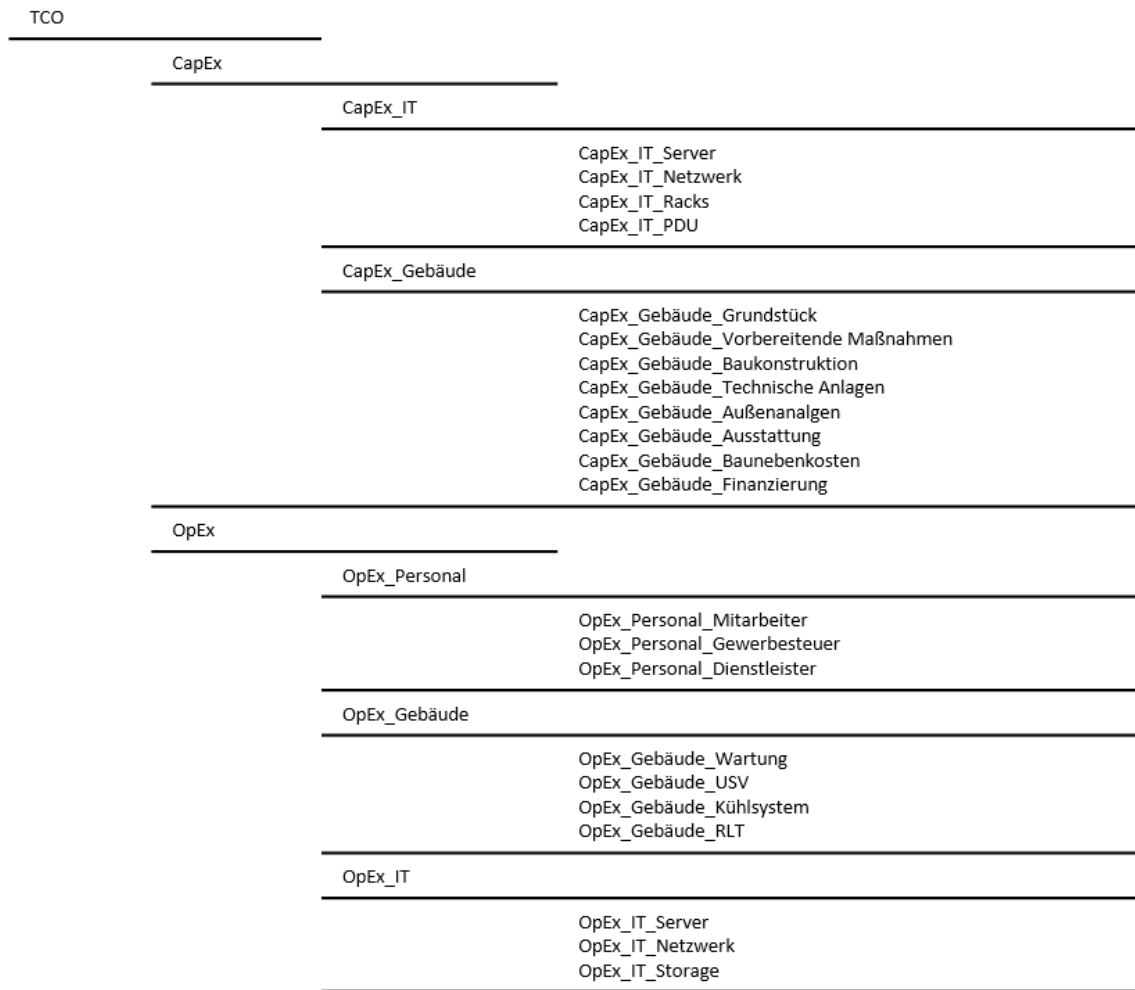 TCO
CapEx
CapEx_IT
CapEx_IT_Server
CapEx_IT_Netzwerk
CapEx_IT_Racks
CapEx_IT_PDU
CapEx_Gebäude
CapEx_Gebäude_Grundstück
CapEx_Gebäude_Vorbereitende Maßnahmen
CapEx_Gebäude_Baukonstruktion
CapEx_Gebäude_Technische Anlagen
CapEx_Gebäude_Außenanalgen
CapEx_Gebäude_Ausstattung
CapEx_Gebäude_Baunebenkosten
CapEx_Gebäude_Finanzierung
OpEx
OpEx_Personal
OpEx_Personal_Mitarbeiter
OpEx_Personal_Gewerbesteuer
OpEx_Personal_Dienstleister
OpEx_Gebäude
OpEx_Gebäude_Wartung
OpEx_Gebäude_USV
OpEx_Gebäude_Kühlsystem
OpEx_Gebäude_RLT
OpEx_IT
OpEx_IT_Server
OpEx_IT_Netzwerk
OpEx_IT_Storage